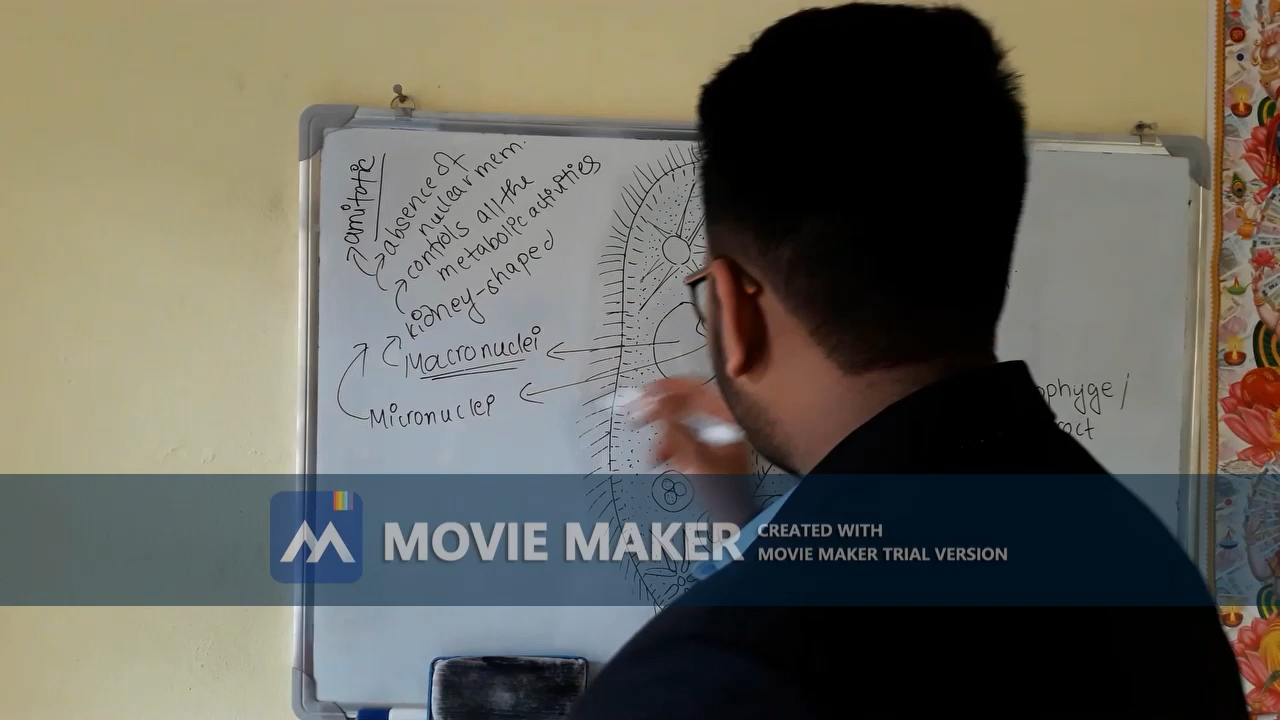 amitotic
absence of
nuclear mem.
controls all the
metabolic activities
kidney-shaped
Macronuclei
Micronuclei
MOVIE MAKER
CREATED WITH
MOVIE MAKER TRIAL VERSION